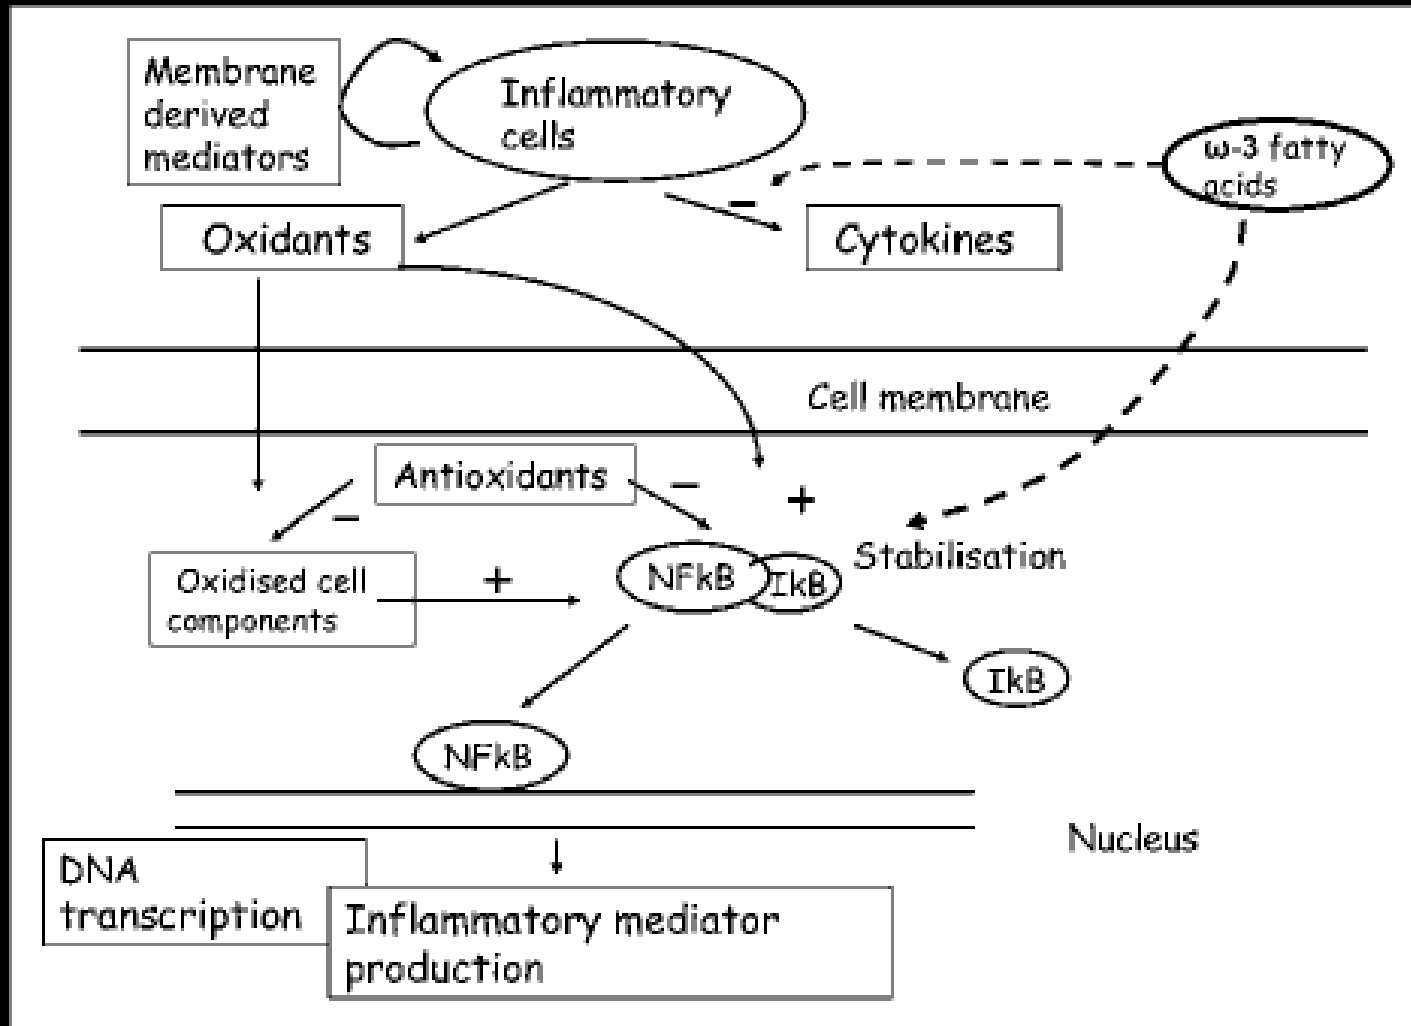 Membrane
derived
mediators
Inflammatory
cells
ω-3 fatty
acids
Oxidants
–
Cytokines
Cell membrane
Antioxidants
–
–
+
Stabilisation
Oxidised cell
components
+
NFkB
IkB
IkB
NFkB
Nucleus
DNA
transcription
Inflammatory mediator
production